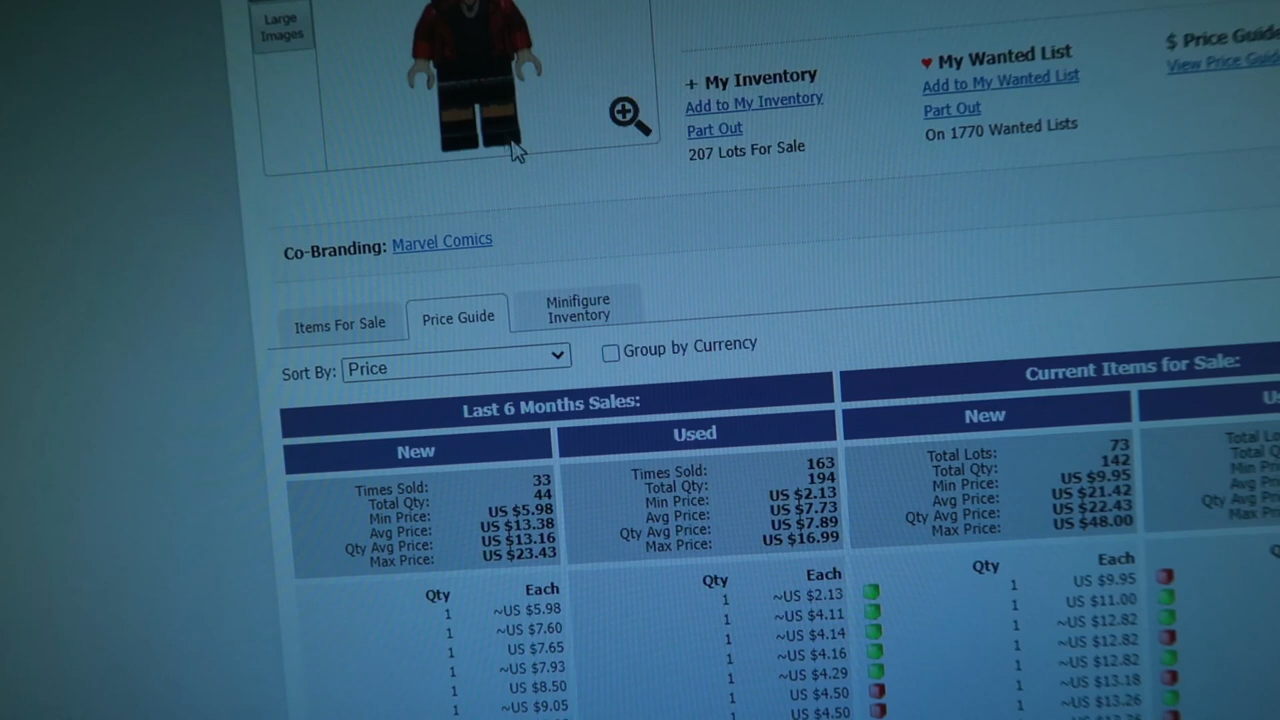 Large
Images
+ My Inventory
Add to My Inventory
Part Out
207 Lots For Sale
♥ My Wanted List
Add to My Wanted List
Part Out
On 1770 Wanted Lists
$ Price Guide
View Price Guide
Co-Branding: Marvel Comics
Items For Sale
Price Guide
Minifigure
Inventory
Sort By: Price
Group by Currency
Last 6 Months Sales:
Current Items for Sale:
New
Used
New
Times Sold: 33
Total Qty: 44
Min Price: US $5.98
Avg Price: US $13.38
Qty Avg Price: US $13.16
Max Price: US $23.43
Times Sold: 163
Total Qty: 194
Min Price: US $2.13
Avg Price: US $7.73
Qty Avg Price: US $7.89
Max Price: US $16.99
Total Lots: 73
Total Qty: 142
Min Price: US $9.95
Avg Price: US $21.42
Qty Avg Price: US $22.43
Max Price: US $48.00
Qty Each
1 ~US $5.98
1 ~US $7.60
1 US $7.65
1 ~US $7.93
1 US $8.50
1 ~US $9.05
Qty Each
1 ~US $2.13
1 ~US $4.11
1 ~US $4.14
1 ~US $4.16
1 ~US $4.29
1 US $4.50
1 US $4.50
Qty Each
1 US $9.95
1 US $11.00
1 ~US $12.82
1 ~US $12.82
1 ~US $12.82
1 ~US $13.18
1 ~US $13.26